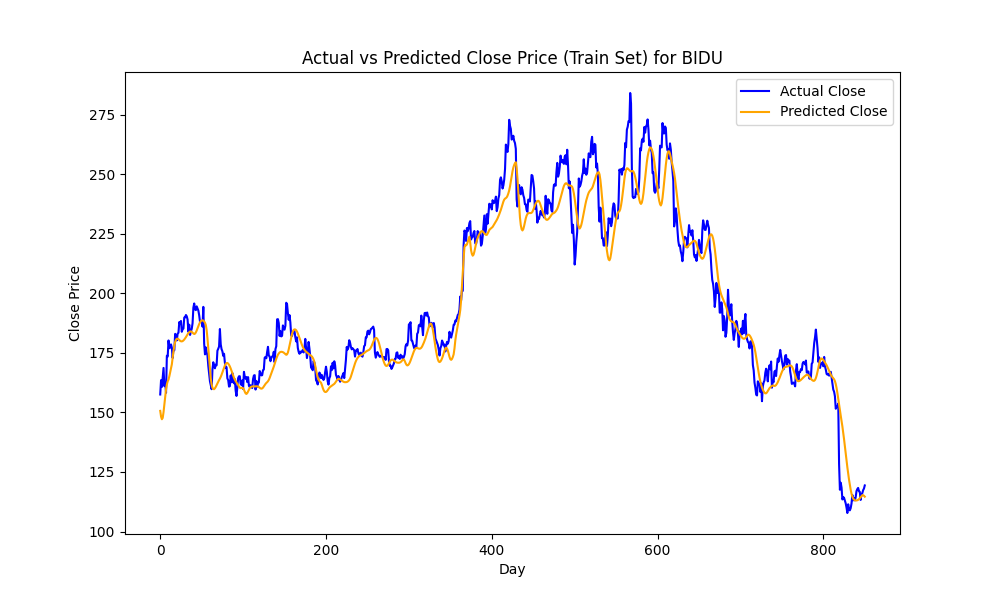 Actual vs Predicted Close Price (Train Set) for BIDU
Actual Close
Predicted Close
Close Price
275
250
225
200
175
150
125
100
0 200 400 600 800
Day